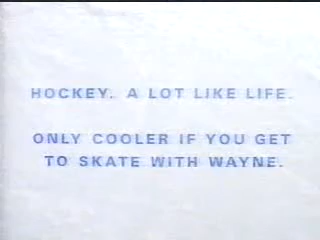 HOCKEY. A LOT LIKE LIFE.
ONLY COOLER IF YOU GET
TO SKATE WITH WAYNE.